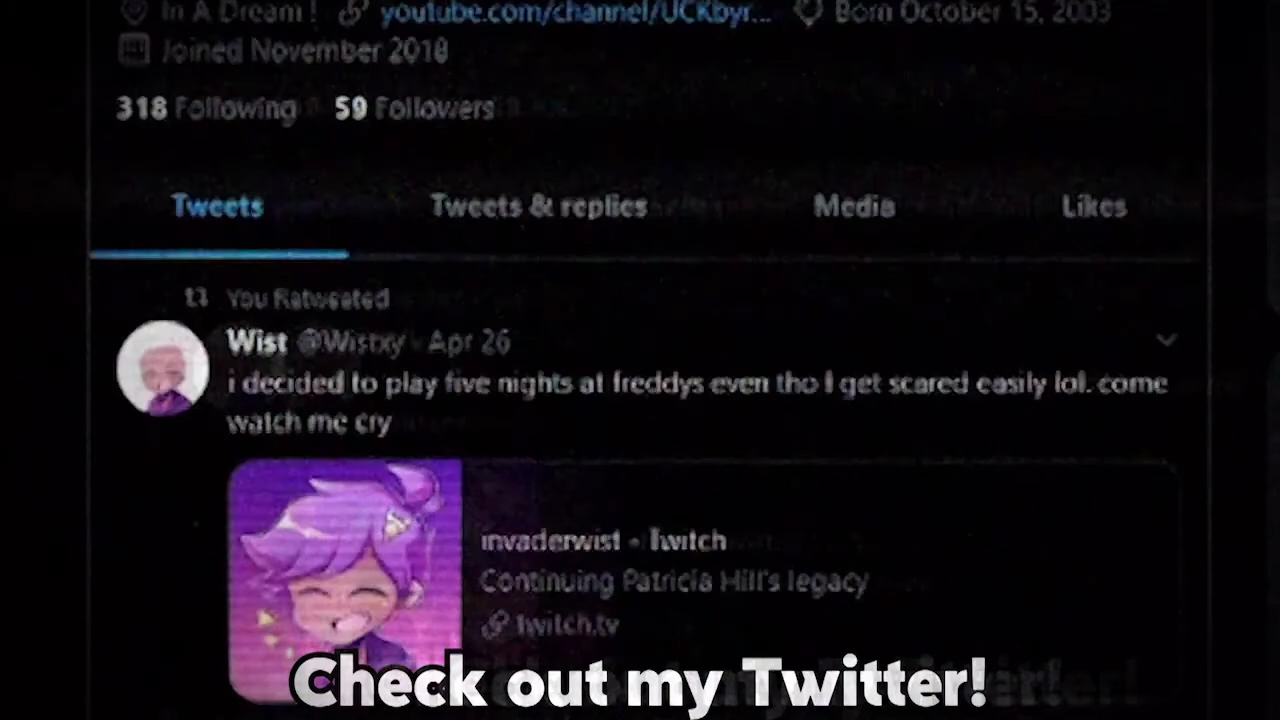 In A Dream! youtube.com/channel/UCKbyr... Born October 15, 2003
Joined November 2018
318 Following 59 Followers
Tweets Tweets & replies Media Likes
You Retweeted
Wist @Wistxy · Apr 26
i decided to play five nights at freddys even tho I get scared easily lol. come
watch me cry
invaderwist - Twitch
Continuing Patricia Hill's legacy
twitch.tv
Check out my Twitter!